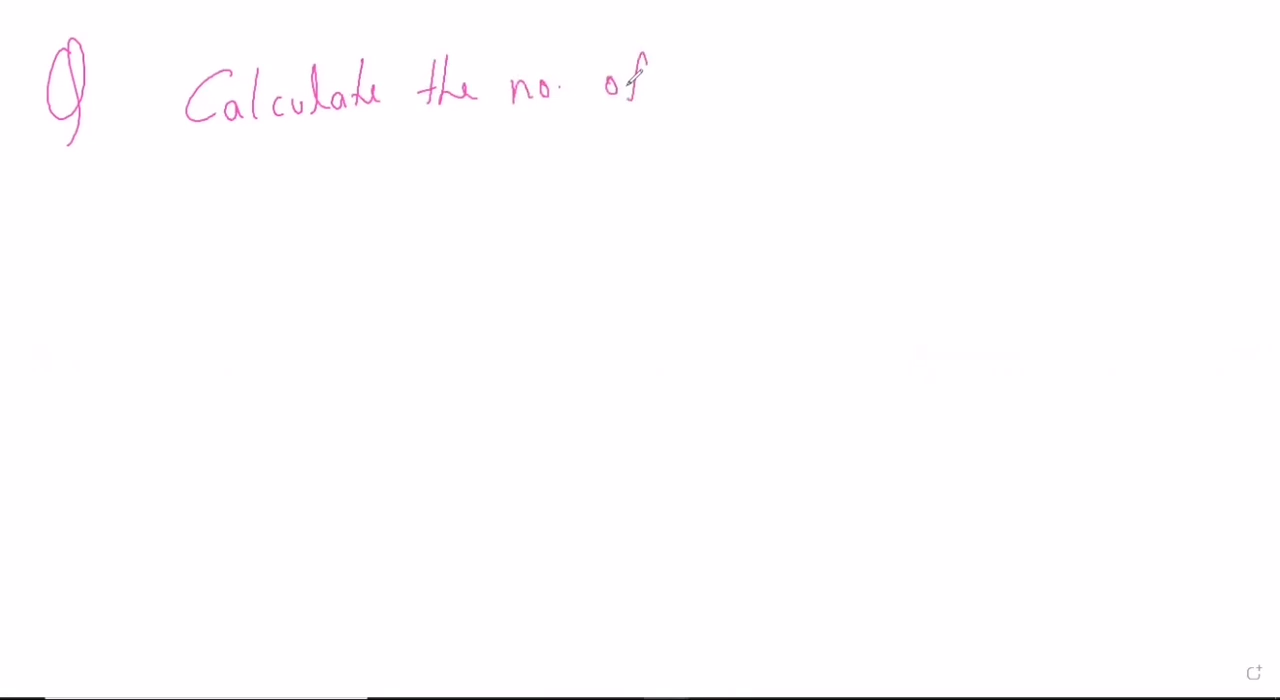 Q Calculate the no. of